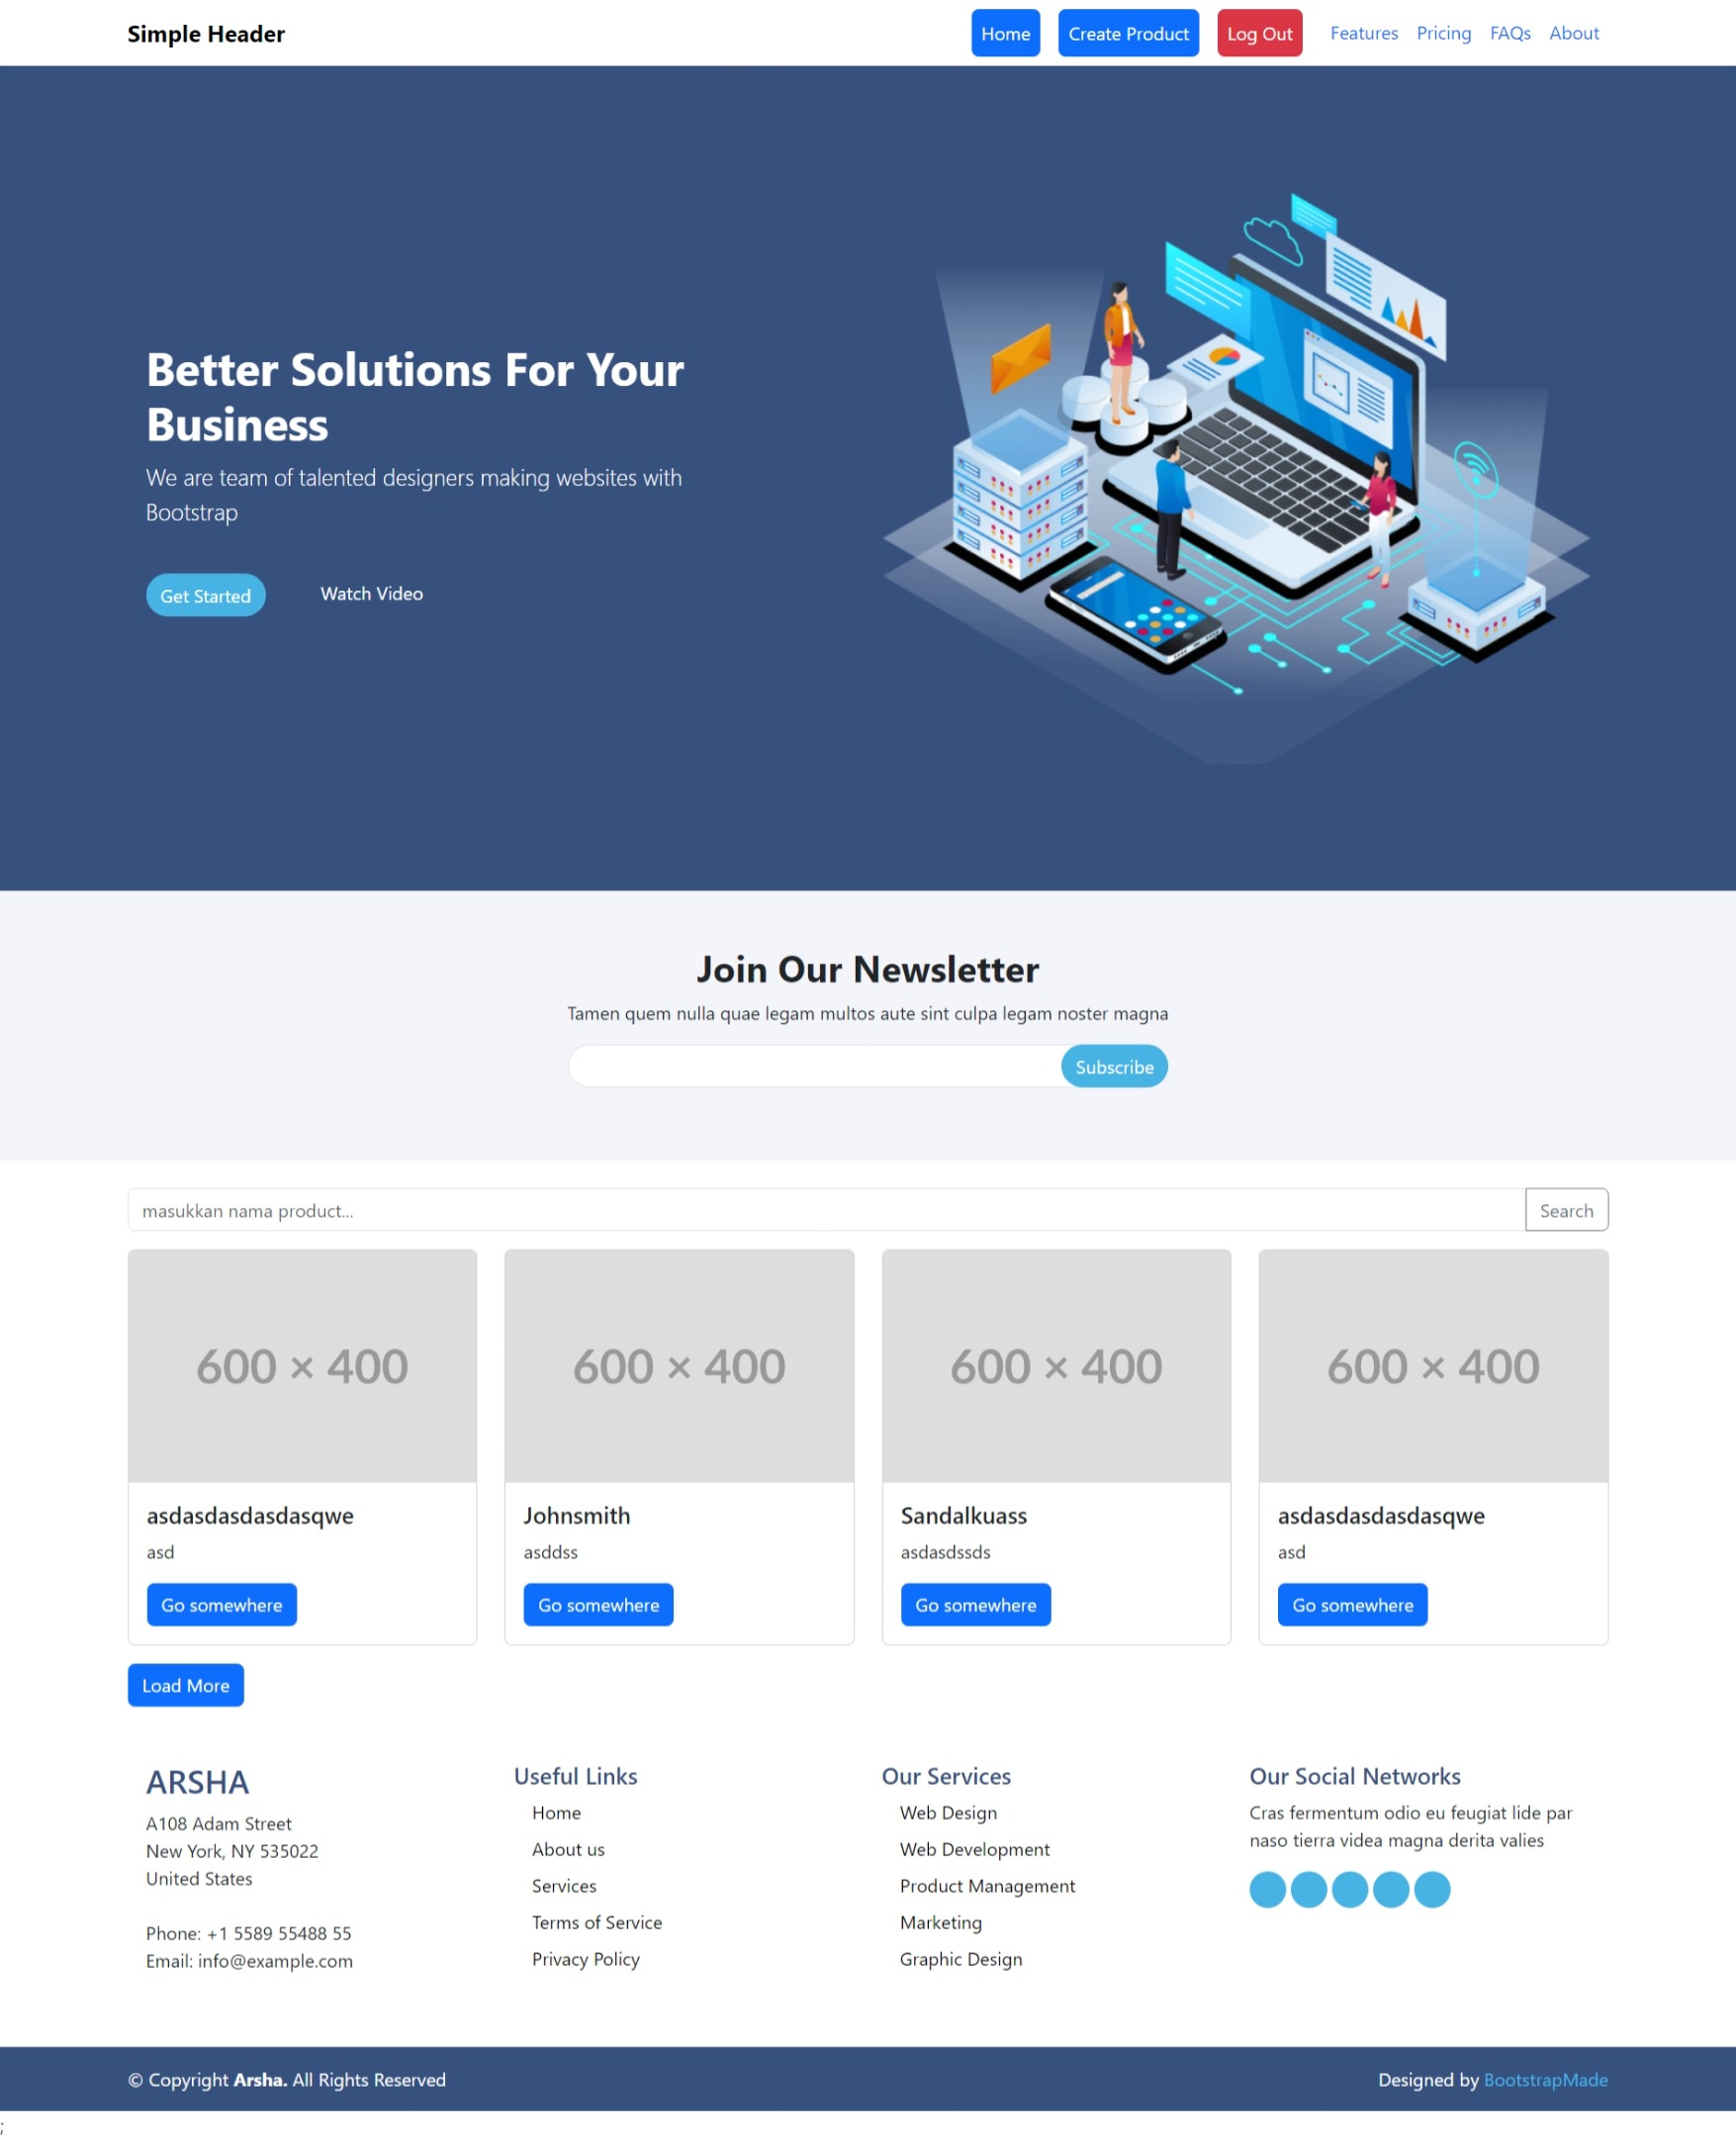 Simple Header
Home
Create Product
Log Out
Features
Pricing
FAQs
About
Better Solutions For Your
Business
We are team of talented designers making websites with
Bootstrap
Get Started
Watch Video
Join Our Newsletter
Tamen quem nulla quae legam multos aute sint culpa legam noster magna
Subscribe
masukkan nama product...
Search
600 × 400
asdasdasdasdasqwe
asd
Go somewhere
600 × 400
Johnsmith
asddss
Go somewhere
600 × 400
Sandalkuass
asdasdssds
Go somewhere
600 × 400
asdasdasdasdasqwe
asd
Go somewhere
Load More
ARSHA
A108 Adam Street
New York, NY 535022
United States
Phone: +1 5589 55488 55
Email: info@example.com
Useful Links
Home
About us
Services
Terms of Service
Privacy Policy
Our Services
Web Design
Web Development
Product Management
Marketing
Graphic Design
Our Social Networks
Cras fermentum odio eu feugiat lide par
naso tierra videa magna derita valies
© Copyright Arsha. All Rights Reserved
Designed by BootstrapMade
;